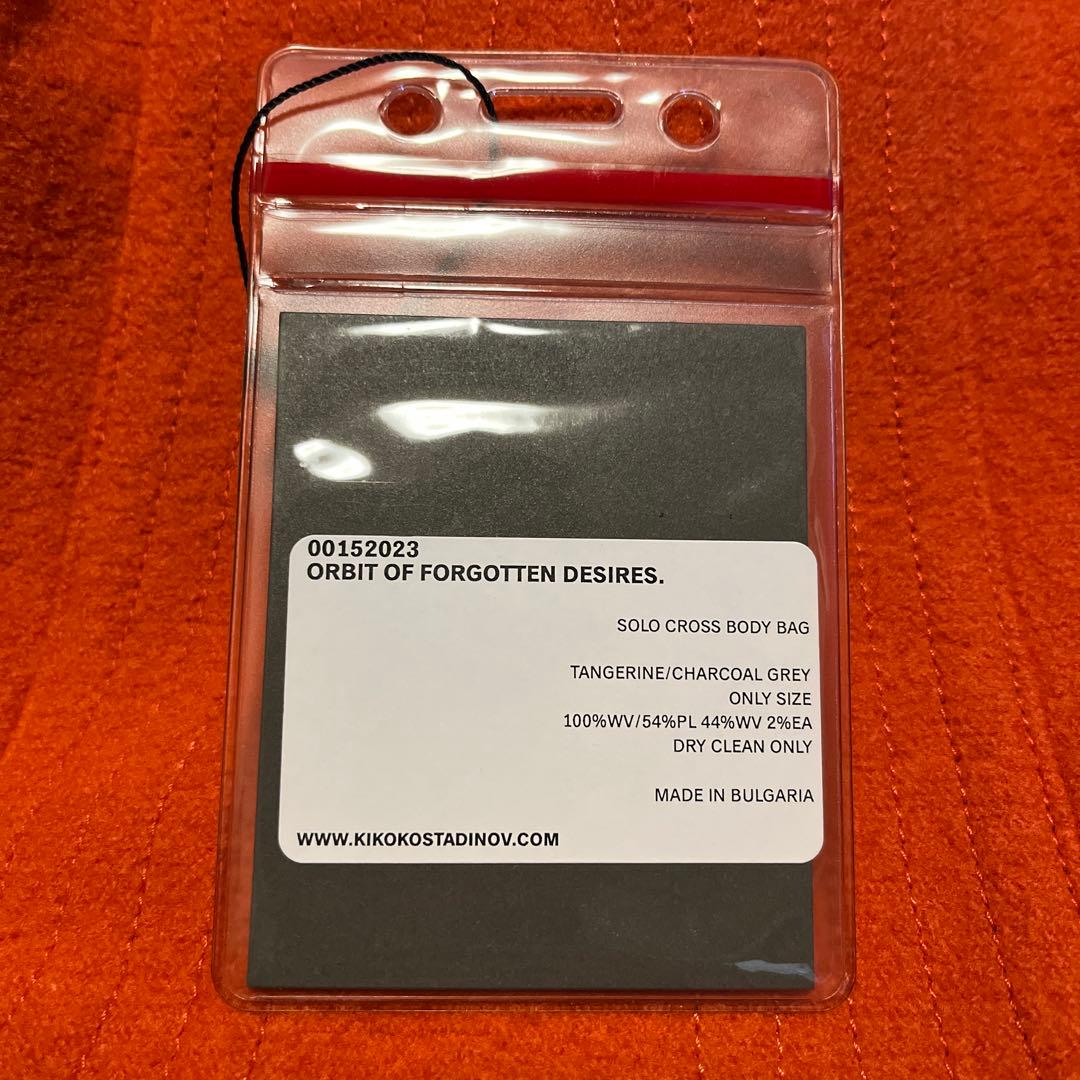 00152023
ORBIT OF FORGOTTEN DESIRES.
SOLO CROSS BODY BAG
TANGERINE/CHARCOAL GREY
ONLY SIZE
100%WV/54%PL 44%WV 2%EA
DRY CLEAN ONLY
MADE IN BULGARIA
WWW.KIKOKOSTADINOV.COM